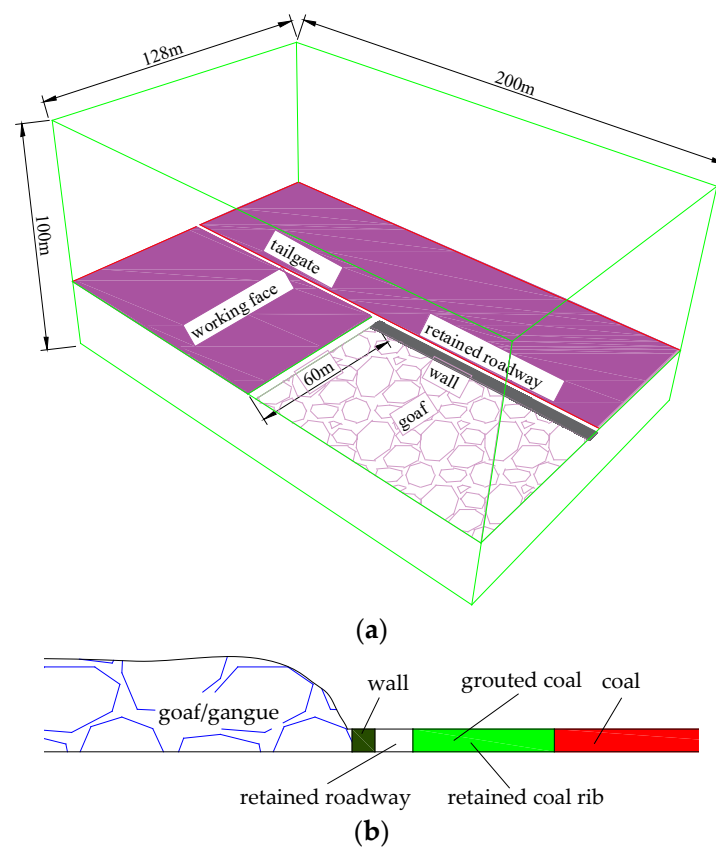 128m
200m
100m
tailgate
working face
retained roadway
60m
wall
goaf
(a)
wall
grouted coal
coal
goaf/gangue
retained roadway
retained coal rib
(b)